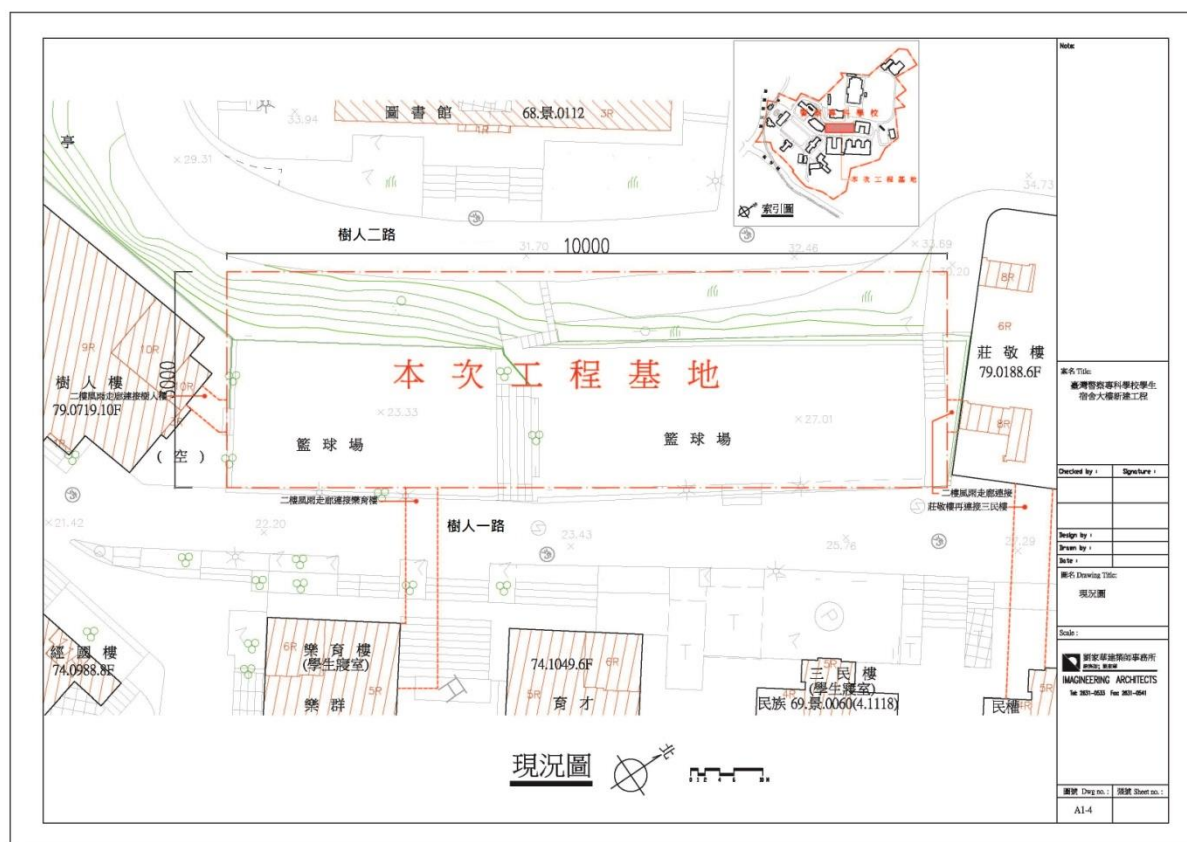 Note:
圖書館
68.景.0112
3R
1R
33.94
亭
×29.31
警察專科學校
本次工程基地
索引圖
34.73
樹人二路
31.70
10000
32.46
33.69
8R
9R
10R
6R
樹人樓
二樓風雨走廊連接樹人樓
79.0719.10F
10R
(空)
本次工程基地
×23.33
×27.01
籃球場
籃球場
莊敬樓
79.0188.6F
8R
二樓風雨走廊連接樂育樓
二樓風雨走廊連接
莊敬樓再連接三民樓
×21.42
22.20
樹人一路
23.43
25.76
27.29
經國樓
74.0988.8F
6R
樂育樓
(學生寢室)
5R
樂群
74.1049.6F
6R
5R
育才
T
T
P
T
三民樓
(學生寢室)
民族 69.景.0060(4.1118)
5R
民權
現況圖
北
案名 Title:
臺灣警察專科學校學生
宿舍大樓新建工程
Checked by :
Signature :
Design by :
Drawn by :
Date :
圖名 Drawing Title:
現況圖
Scale :
劉家華建築師事務所
IMAGINEERING ARCHITECTS
Tel: 2631-0533 Fax: 2631-0541
圖號 Dwg no. :
張號 Sheet no. :
A1-4